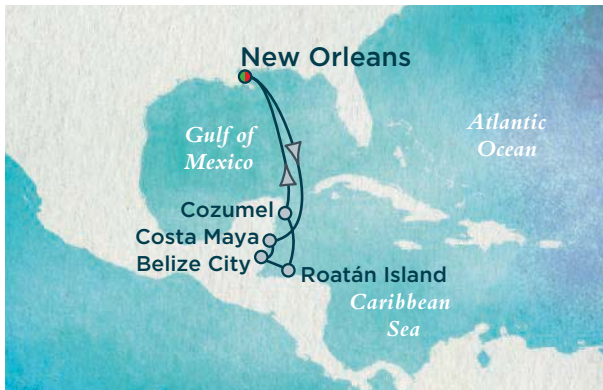 New Orleans
Gulf of
Mexico
Atlantic
Ocean
Cozumel
Costa Maya
Belize City
Roatán Island
Caribbean
Sea